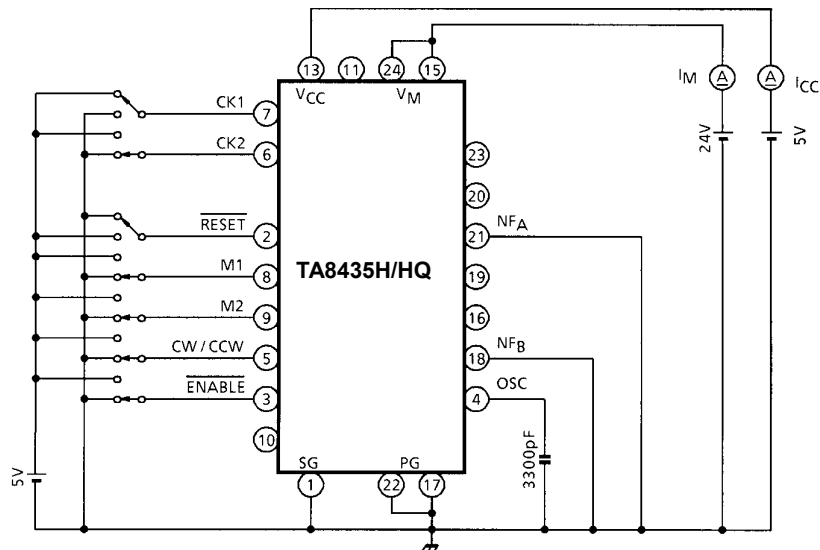 13 11 24 15
VCC VM
IM A A ICC
24V 5V
CK1 7
CK2 6
RESET 2
M1 8
M2 9
CW / CCW 5
ENABLE 3
10
TA8435H/HQ
23
20
21 NFA
19
16
18 NFB
4 OSC
3300pF
5V
SG PG
1 22 17